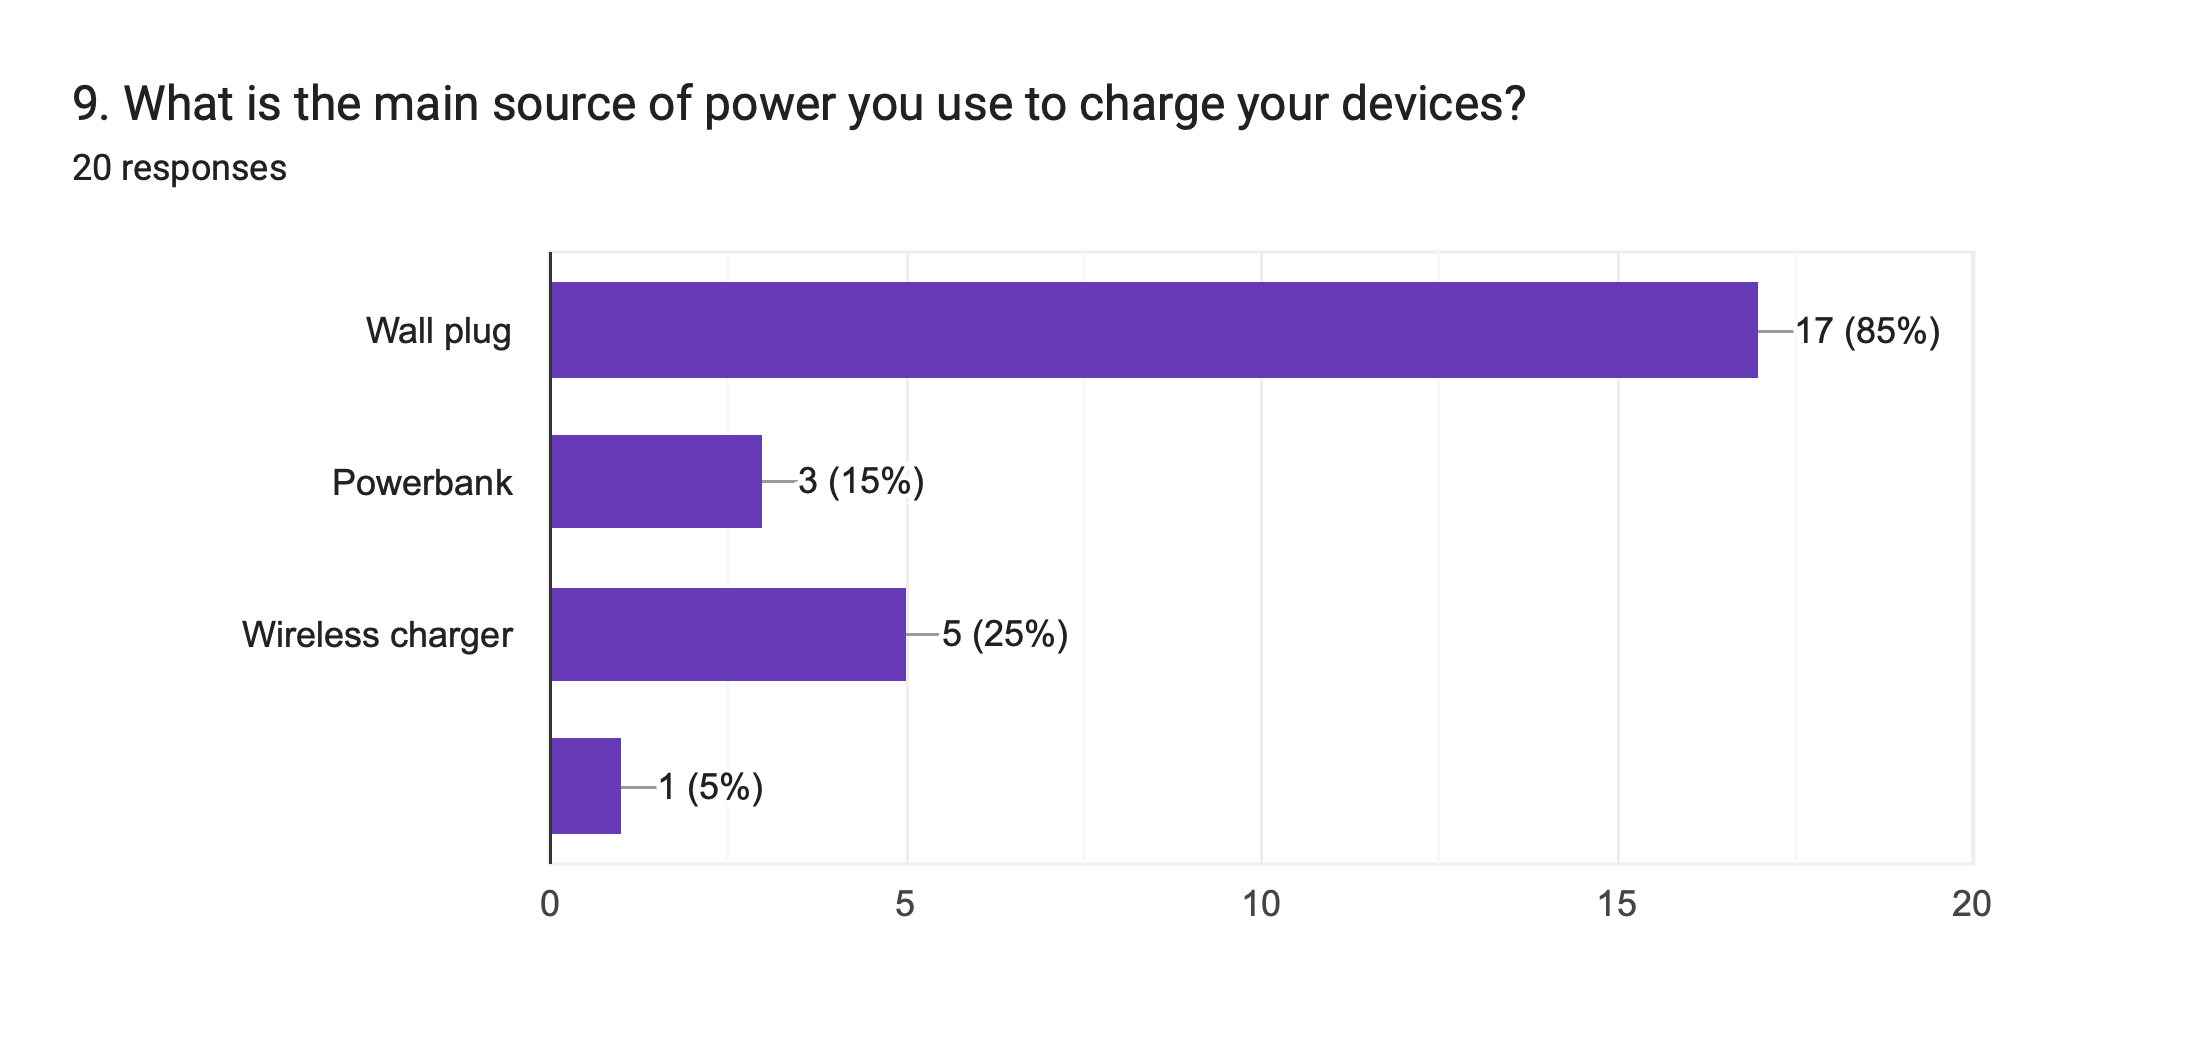 9. What is the main source of power you use to charge your devices?
20 responses
Wall plug
17 (85%)
Powerbank
3 (15%)
Wireless charger
5 (25%)
1 (5%)
0 5 10 15 20